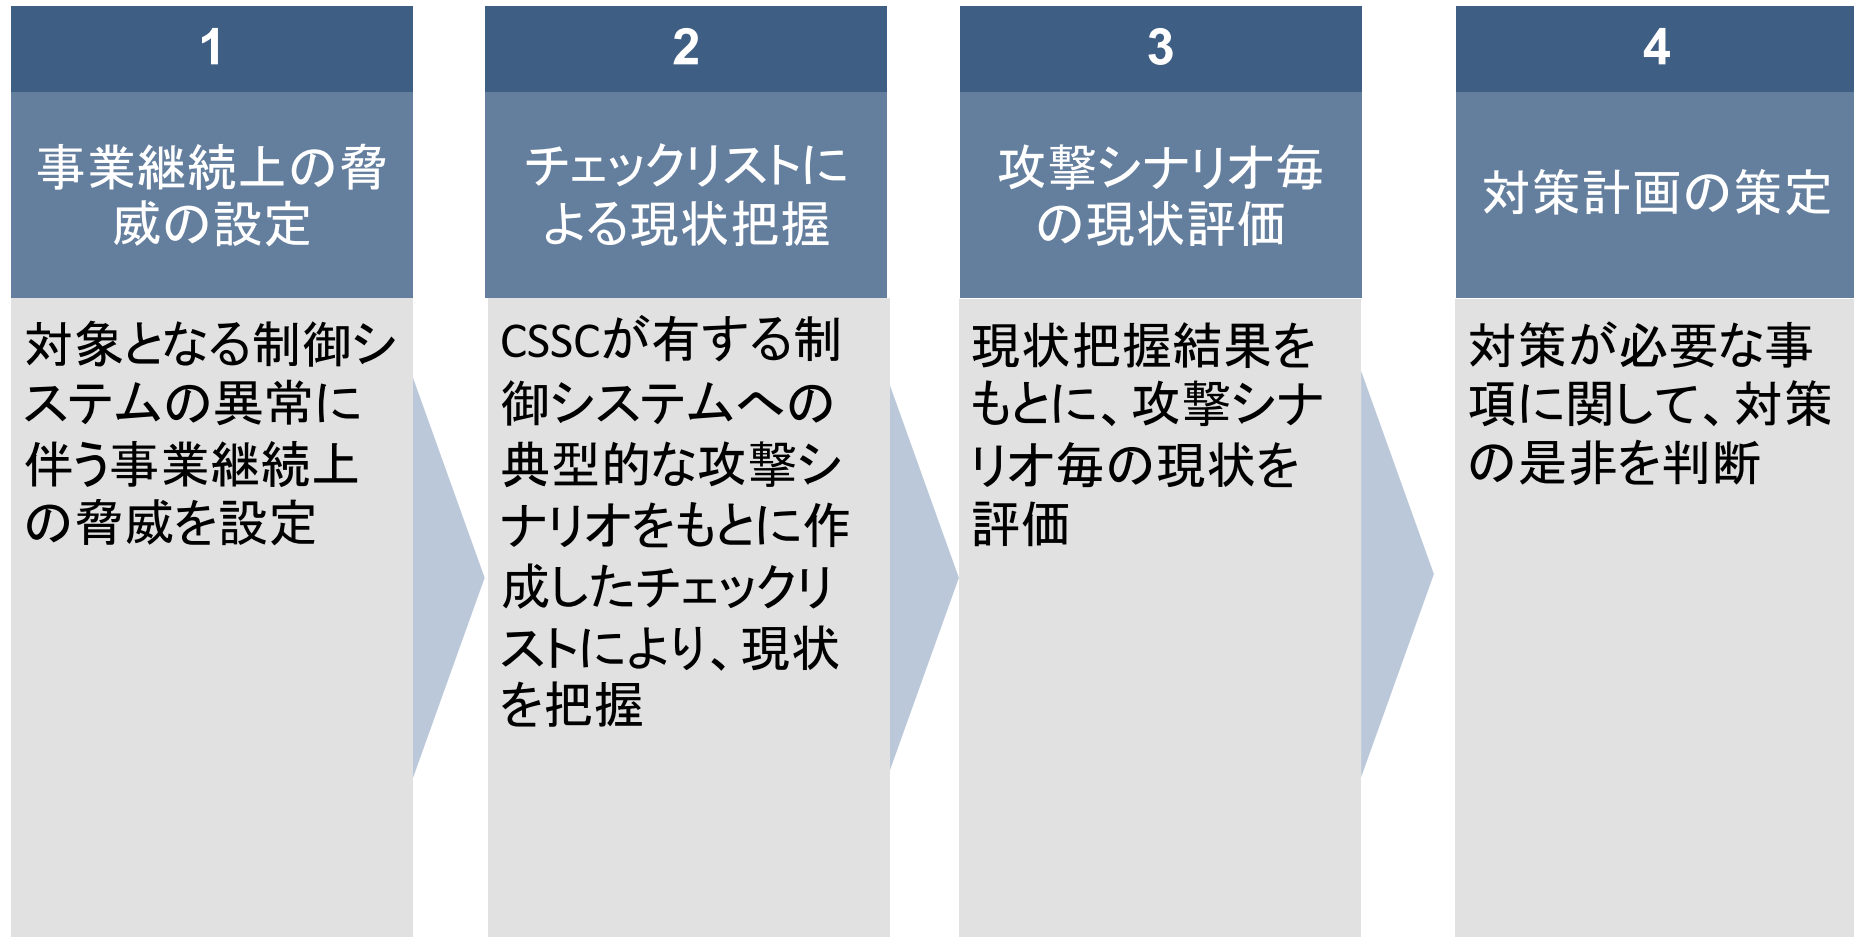 1
事業継続上の脅
威の設定
対象となる制御シ
ステムの異常に
伴う事業継続上
の脅威を設定
2
チェックリストに
よる現状把握
CSSCが有する制
御システムへの
典型的な攻撃シ
ナリオをもとに作
成したチェックリ
ストにより、現状
を把握
3
攻撃シナリオ毎
の現状評価
現状把握結果を
もとに、攻撃シナ
リオ毎の現状を
評価
4
対策計画の策定
対策が必要な事
項に関して、対策
の是非を判断